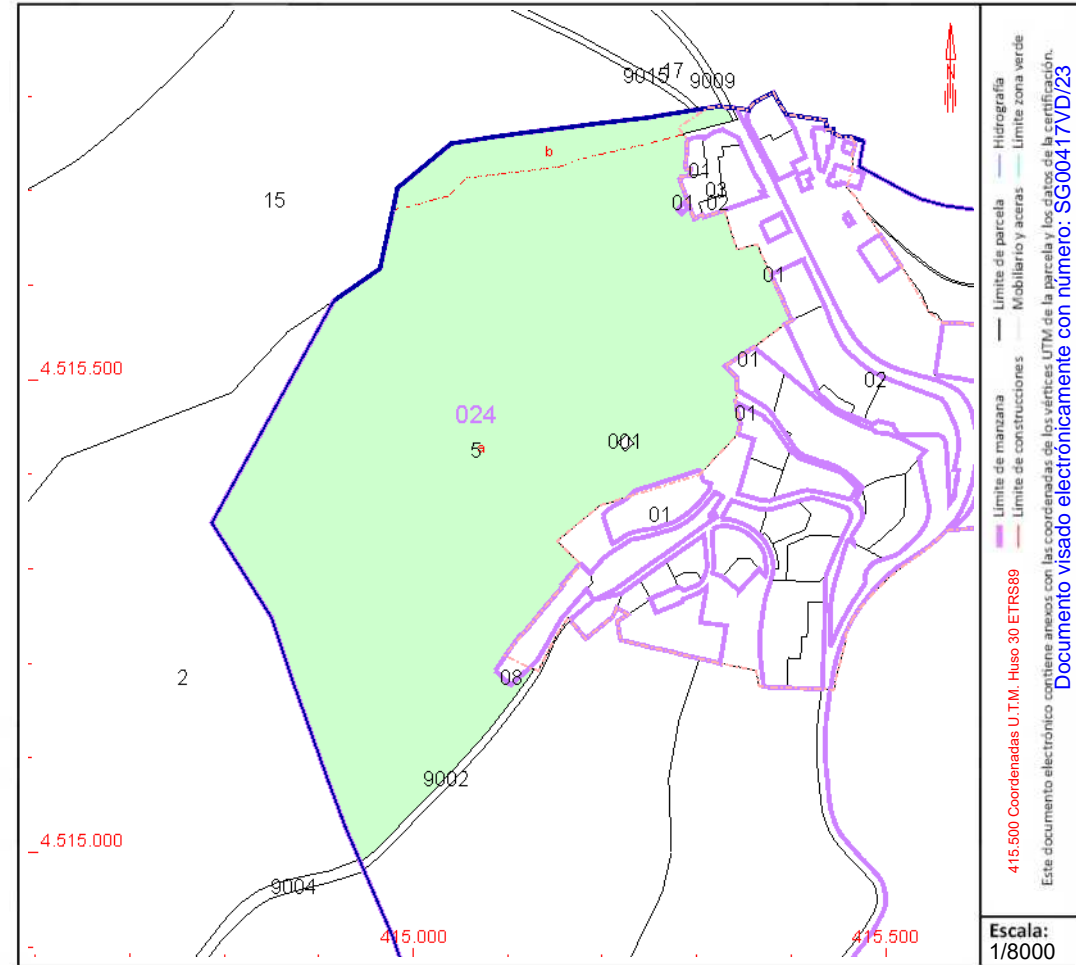 9015
17
9009
b
01
03
01
02
15
01
4.515.500
01
02
024
01
5
a
001
01
2
08
9002
4.515.000
9004
415.000
415.500
N
Límite de manzana
Límite de parcela
Hidrografía
Límite de construcciones
Mobiliario y aceras
Límite zona verde
415.500 Coordenadas U.T.M. Huso 30 ETRS89
Este documento electrónico contiene anexos con las coordenadas de los vértices UTM de la parcela y los datos de la certificación.
Documento visado electrónicamente con número: SG00417VD/23
Escala:
1/8000